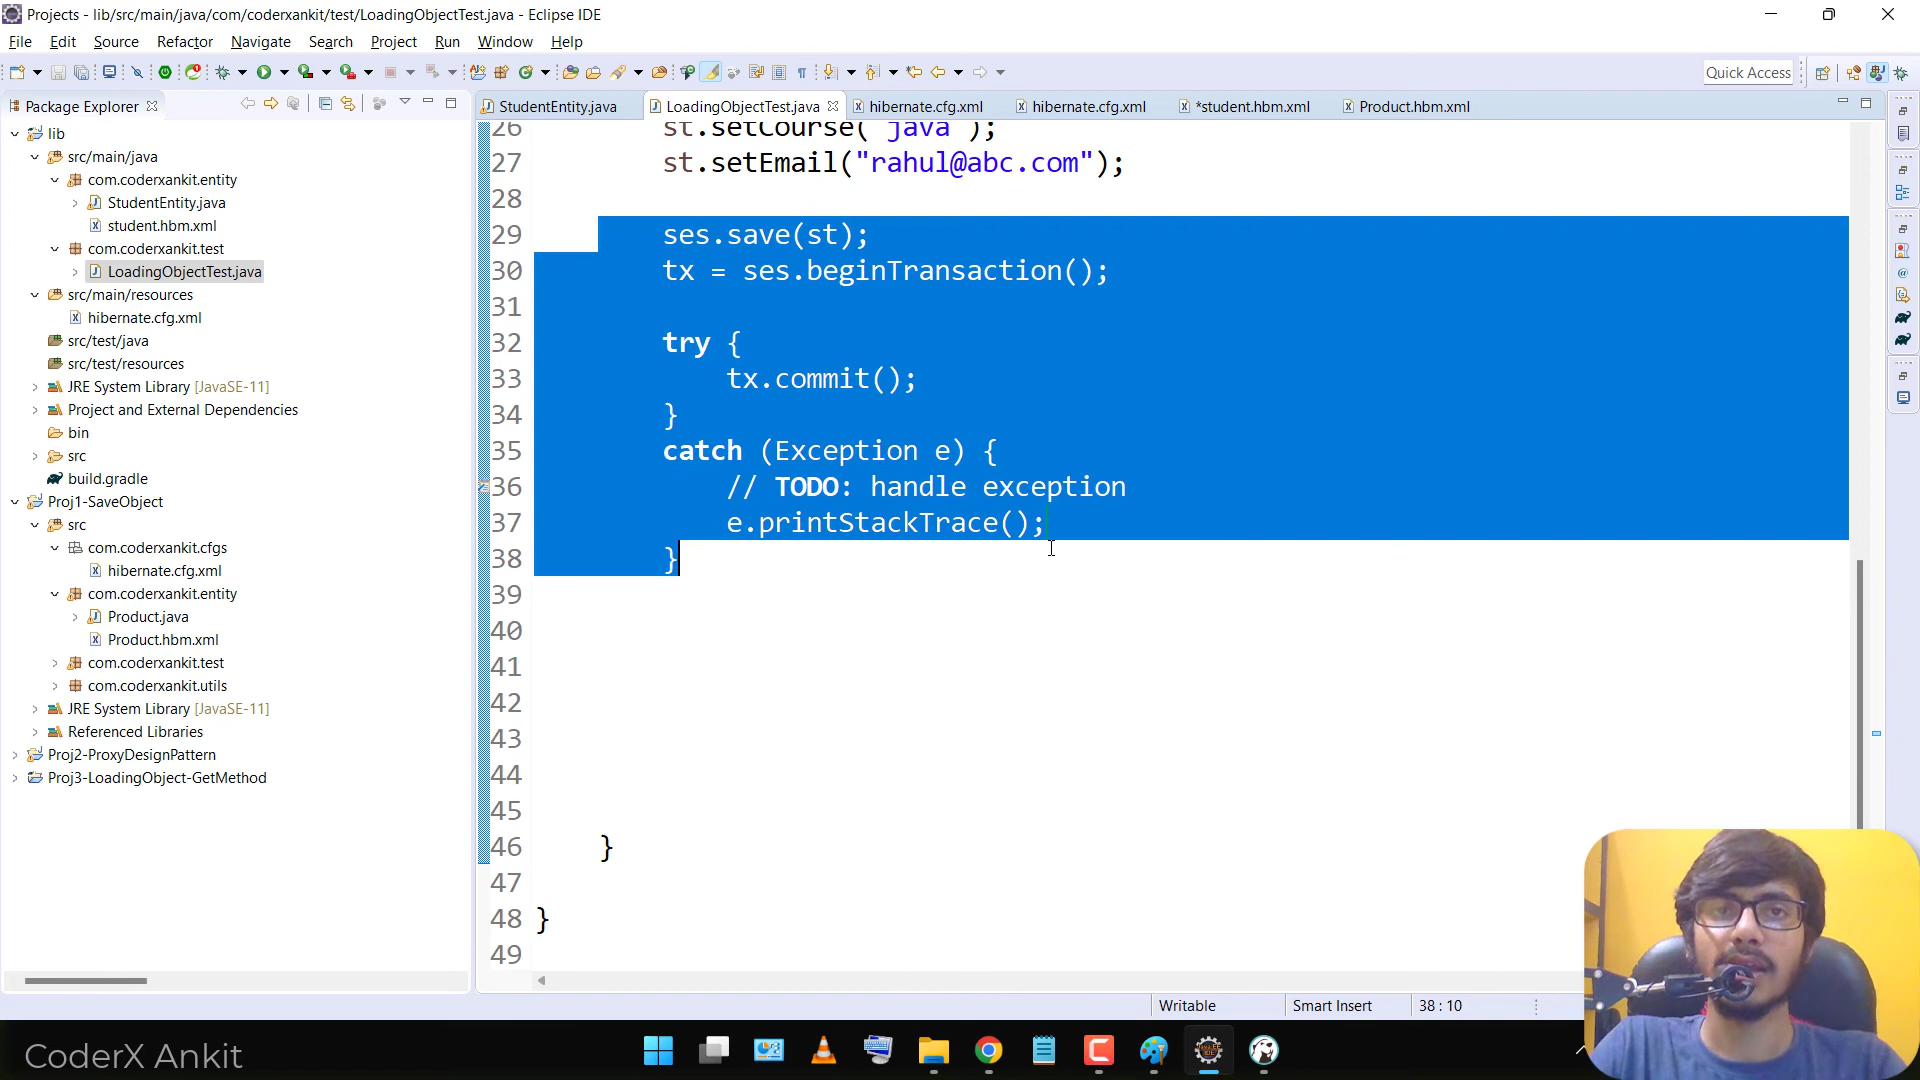 Projects - lib/src/main/java/com/coderxankit/test/LoadingObjectTest.java - Eclipse IDE
File Edit Source Refactor Navigate Search Project Run Window Help
Quick Access
Package Explorer
StudentEntity.java LoadingObjectTest.java hibernate.cfg.xml hibernate.cfg.xml *student.hbm.xml Product.hbm.xml
lib
src/main/java
com.coderxankit.entity
StudentEntity.java
student.hbm.xml
com.coderxankit.test
LoadingObjectTest.java
src/main/resources
hibernate.cfg.xml
src/test/java
src/test/resources
JRE System Library [JavaSE-11]
Project and External Dependencies
bin
src
build.gradle
Proj1-SaveObject
src
com.coderxankit.cfgs
hibernate.cfg.xml
com.coderxankit.entity
Product.java
Product.hbm.xml
com.coderxankit.test
com.coderxankit.utils
JRE System Library [JavaSE-11]
Referenced Libraries
Proj2-ProxyDesignPattern
Proj3-LoadingObject-GetMethod
26 st.setCourse("java");
27 st.setEmail("rahul@abc.com");
28
29 ses.save(st);
30 tx = ses.beginTransaction();
31
32 try {
33 tx.commit();
34 }
35 catch (Exception e) {
36 // TODO: handle exception
37 e.printStackTrace();
38 }
39
40
41
42
43
44
45
46 }
47
48 }
49
Writable Smart Insert 38 : 10
CoderX Ankit